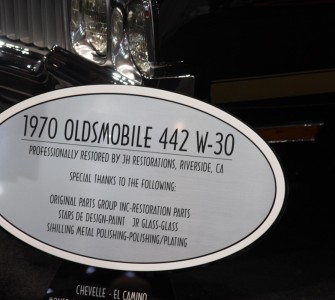 1970 OLDSMOBILE 442 W-30
PROFESSIONALLY RESTORED BY JH RESTORATIONS, RIVERSIDE, CA
SPECIAL THANKS TO THE FOLLOWING:
ORIGINAL PARTS GROUP INC-RESTORATION PARTS
STARS DE DESIGN-PAINT 3R GLASS-GLASS
SIHILLING METAL POLISHING-POLISHING/PLATING
CHEVELLE - EL CAMINO